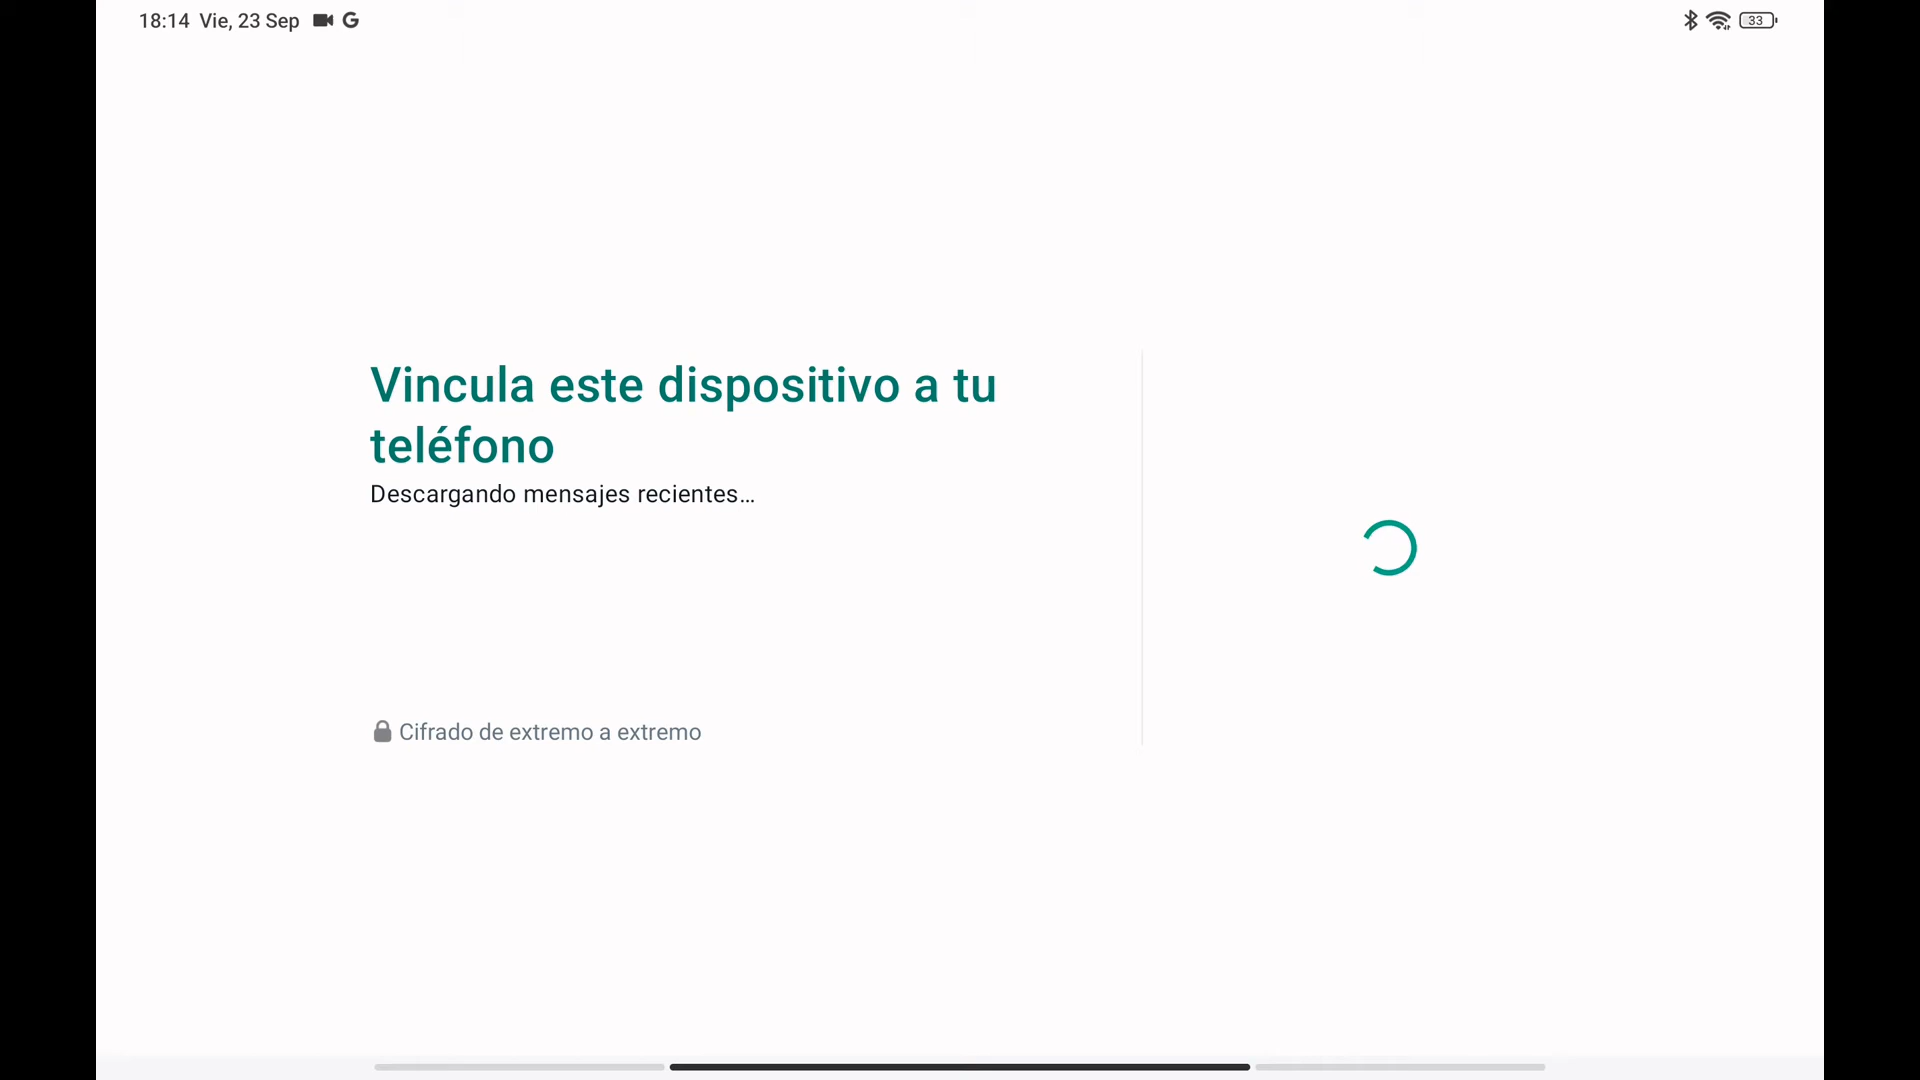 18:14 Vie, 23 Sep G 33
Vincula este dispositivo a tu
teléfono
Descargando mensajes recientes...
Cifrado de extremo a extremo